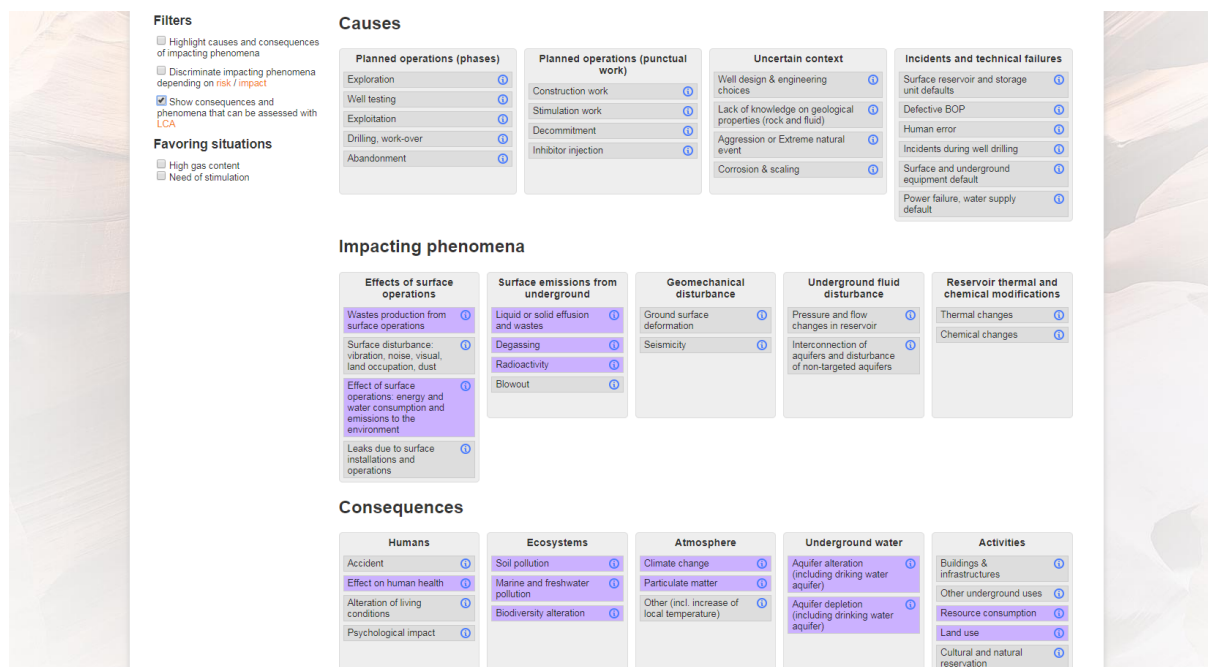 Filters
Highlight causes and consequences
of impacting phenomena
Discriminate impacting phenomena
depending on risk / impact
Show consequences and
phenomena that can be assessed with
LCA
Favoring situations
High gas content
Need of stimulation
Causes
Planned operations (phases)
Exploration
Well testing
Exploitation
Drilling, work-over
Abandonment
Planned operations (punctual
work)
Construction work
Stimulation work
Decommitment
Inhibitor injection
Uncertain context
Well design & engineering
choices
Lack of knowledge on geological
properties (rock and fluid)
Aggression or Extreme natural
event
Corrosion & scaling
Incidents and technical failures
Surface reservoir and storage
unit defaults
Defective BOP
Human error
Incidents during well drilling
Surface and underground
equipment default
Power failure, water supply
default
Impacting phenomena
Effects of surface
operations
Wastes production from
surface operations
Surface disturbance:
vibration, noise, visual,
land occupation, dust
Effect of surface
operations: energy and
water consumption and
emissions to the
environment
Leaks due to surface
installations and
operations
Surface emissions from
underground
Liquid or solid effusion
and wastes
Degassing
Radioactivity
Blowout
Geomechanical
disturbance
Ground surface
deformation
Seismicity
Underground fluid
disturbance
Pressure and flow
changes in reservoir
Interconnection of
aquifers and disturbance
of non-targeted aquifers
Reservoir thermal and
chemical modifications
Thermal changes
Chemical changes
Consequences
Humans
Accident
Effect on human health
Alteration of living
conditions
Psychological impact
Ecosystems
Soil pollution
Marine and freshwater
pollution
Biodiversity alteration
Atmosphere
Climate change
Particulate matter
Other (incl. increase of
local temperature)
Underground water
Aquifer alteration
(including driking water
aquifer)
Aquifer depletion
(including drinking water
aquifer)
Activities
Buildings &
infrastructures
Other underground uses
Resource consumption
Land use
Cultural and natural
reservation